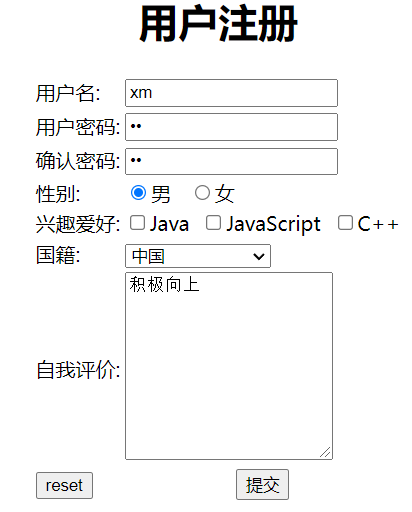 用户注册
用户名: xm
用户密码: ••
确认密码: ••
性别: 男 女
兴趣爱好: Java JavaScript C++
国籍: 中国
自我评价: 积极向上
reset 提交